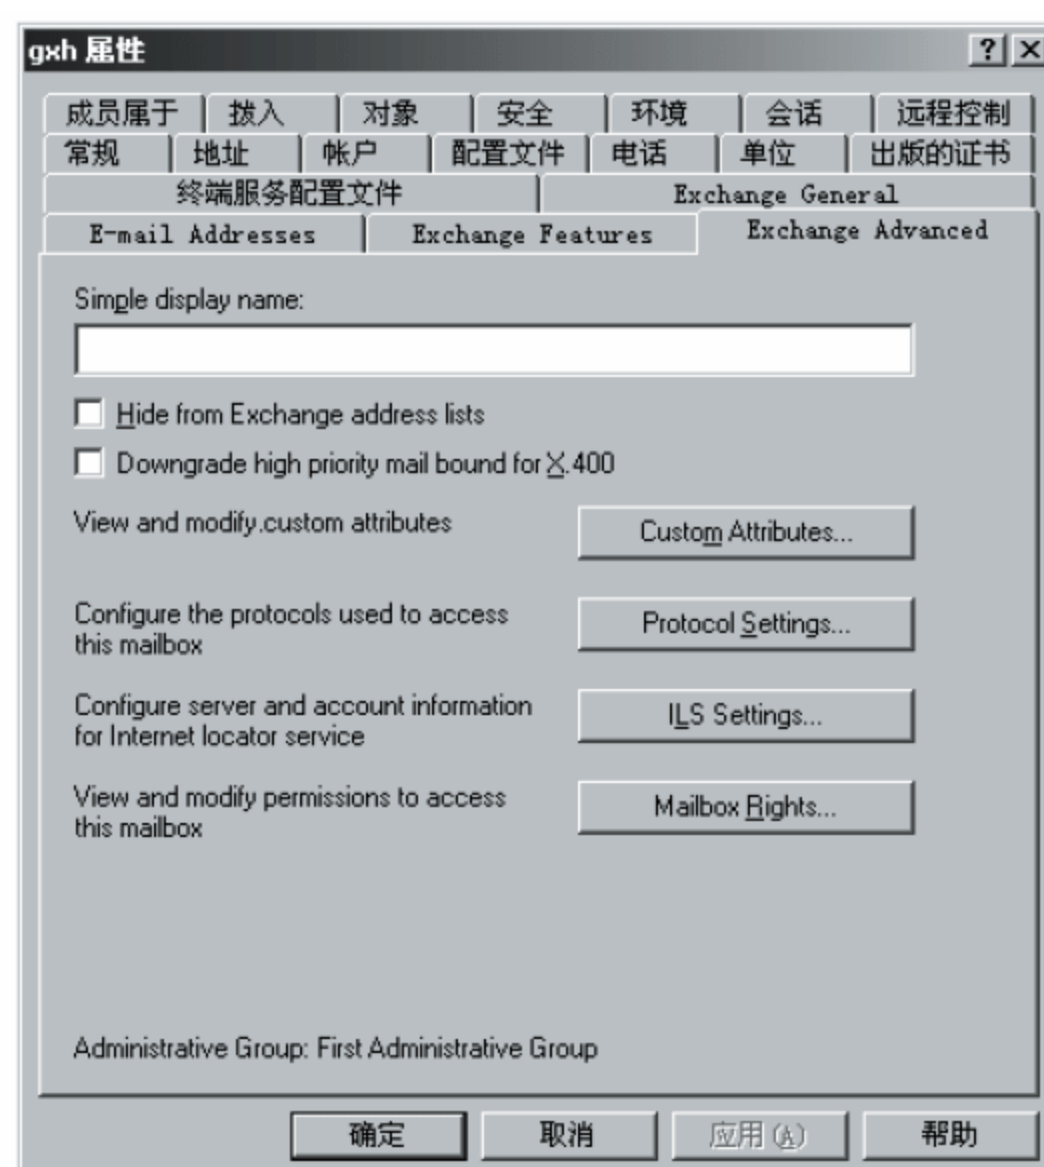 gxh 属性
成员属于 拨入 对象 安全 环境 会话 远程控制
常规 地址 帐户 配置文件 电话 单位 出版的证书
终端服务配置文件 Exchange General
E-mail Addresses Exchange Features Exchange Advanced
Simple display name:
Hide from Exchange address lists
Downgrade high priority mail bound for X.400
View and modify.custom attributes Custom Attributes...
Configure the protocols used to access Protocol Settings...
this mailbox
Configure server and account information ILS Settings...
for Internet locator service
View and modify permissions to access Mailbox Rights...
this mailbox
Administrative Group: First Administrative Group
确定 取消 应用(A) 帮助